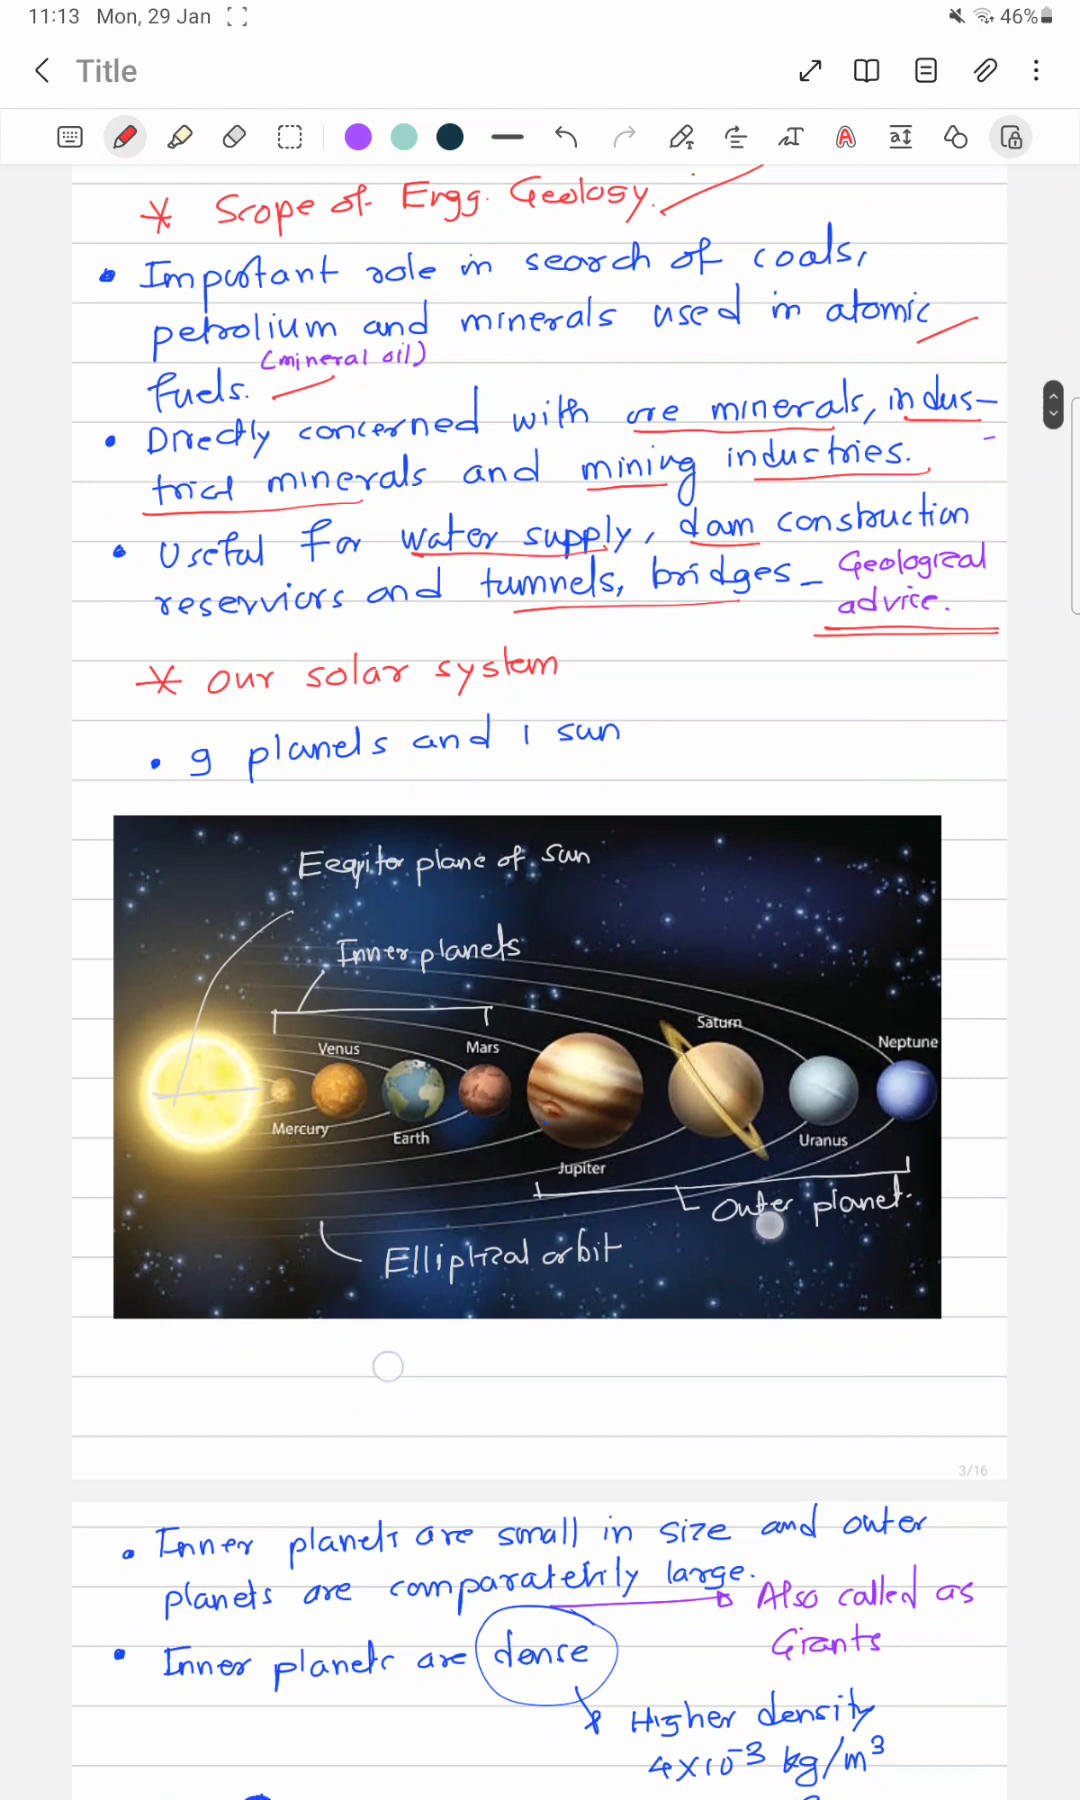 11:13 Mon, 29 Jan 46%
Title
* Scope of Engg. Geology.
• Important role in search of coals,
petrolium and minerals used in atomic
(mineral oil)
fuels.
• Directly concerned with ore minerals, indus-
trial minerals and mining industries.
• Useful for water supply, dam construction
reserviors and tumnels, bridges - Geological
advice.
* Our solar system
• 9 planets and 1 sun
Eeqitor plane of sun
Inner planets
Saturn
Neptune
Venus
Mars
Mercury
Earth
Uranus
Jupiter
Outer planet.
Elliptical orbit
3/16
• Inner planets are small in size and outer
planets are comparatehily large.
Also called as
Giants
• Inner planets are dense
Higher density
4x10-3 kg/m3